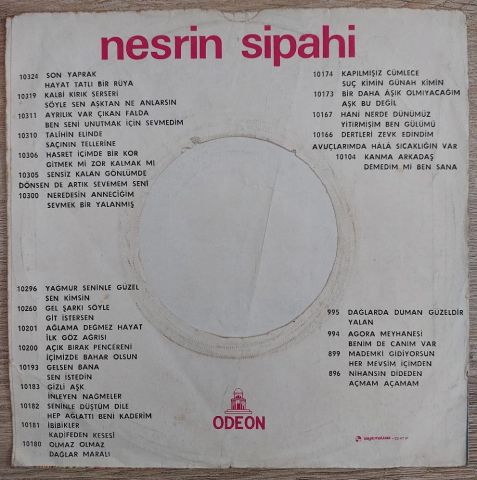 nesrin sipahi
10324 SON YAPRAK
HAYAT TATLI BİR RÜYA
10319 KALBİ KIRIK SERSERİ
SÖYLE SEN AŞKTAN NE ANLARSIN
10311 AYRILIK VAR ÇIKAN FALDA
BEN SENİ UNUTMAK İÇİN SEVMEDİM
10310 TALİHİN ELİNDE
SAÇININ TELLERİNE
10306 HASRET İÇİMDE BİR KOR
GİTMEK Mİ ZOR KALMAK MI
10305 SENSİZ KALAN GÖNLÜMDE
DÖNSEN DE ARTIK SEVEMEM SENİ
10300 NEREDESİN ANNECİĞİM
SEVMEK BİR YALANMIŞ
10296 YAĞMUR SENİNLE GÜZEL
SEN KİMSİN
10260 GEL ŞARKI SÖYLE
GİT İSTERSEN
10201 AĞLAMA DEĞMEZ HAYAT
İLK GÖZ AĞRISI
10200 AÇIK BIRAK PENCERENİ
İÇİMİZDE BAHAR OLSUN
10193 GELSEN BANA
SEN İSTEDİN
10183 GİZLİ AŞK
İNLEYEN NAĞMELER
10182 SENİNLE DÜŞTÜM DİLE
HEP AĞLATTI BENİ KADERİM
10181 İBİBİKLER
KADİFEDEN KESESİ
10180 OLMAZ OLMAZ
DAĞLAR MARALI
10174 KAPILMIŞIZ CÜMLECE
SUÇ KİMİN GÜNAH KİMİN
10173 BİR DAHA ÂŞIK OLMIYACAĞIM
AŞK BU DEĞİL
10167 HANİ NERDE DÜNÜMÜZ
YİTİRMİŞİM BEN GÜLÜMÜ
10166 DERTLERİ ZEVK EDİNDİM
AVUÇLARIMDA HÂLÂ SICAKLIĞIN VAR
10104 KANMA ARKADAŞ
DEMEDİM Mİ BEN SANA
995 DAĞLARDA DUMAN GÜZELDİR
YALAN
994 AGORA MEYHANESİ
BENİM DE CANIM VAR
899 MADEMKİ GİDİYORSUN
HER MEVSİM İÇİMDEN
896 NİHANSIN DİDEDEN
AÇMAM AÇAMAM
ODEON